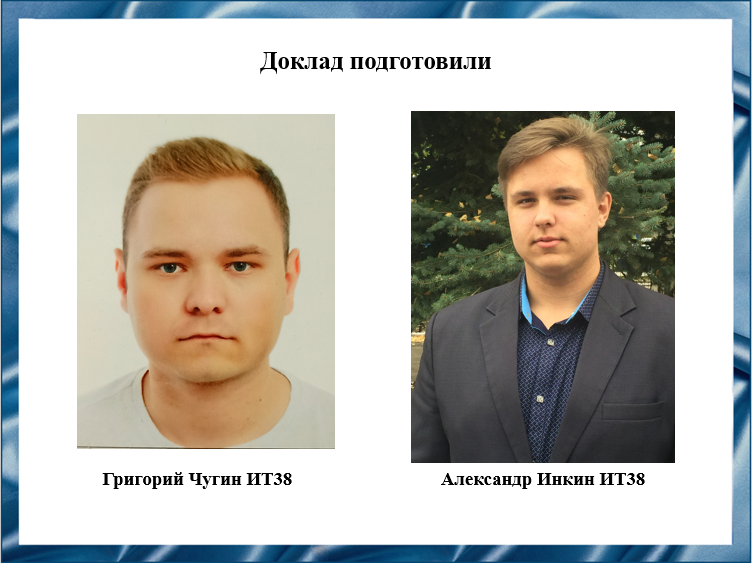 Доклад подготовили
Григорий Чугин ИТ38
Александр Инкин ИТ38